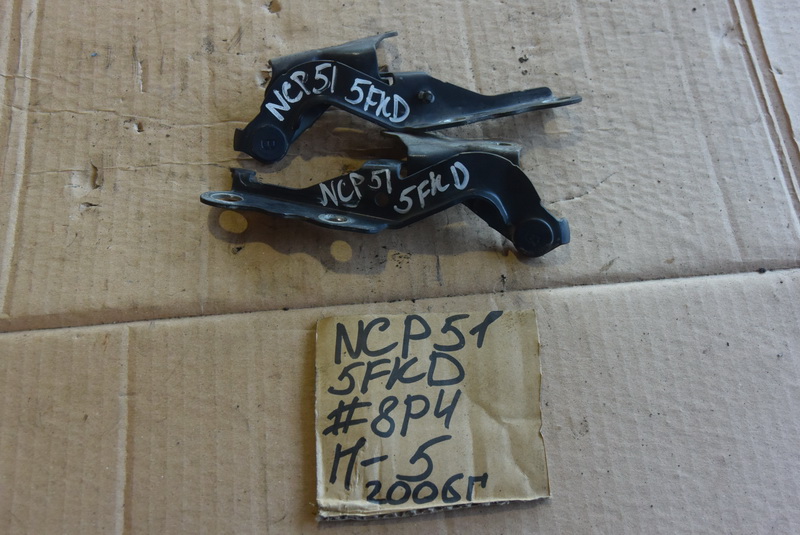 NCP51 5FKD
NCP51 5FKD
NCP51
5FKD
#8P4
П-5
2006г